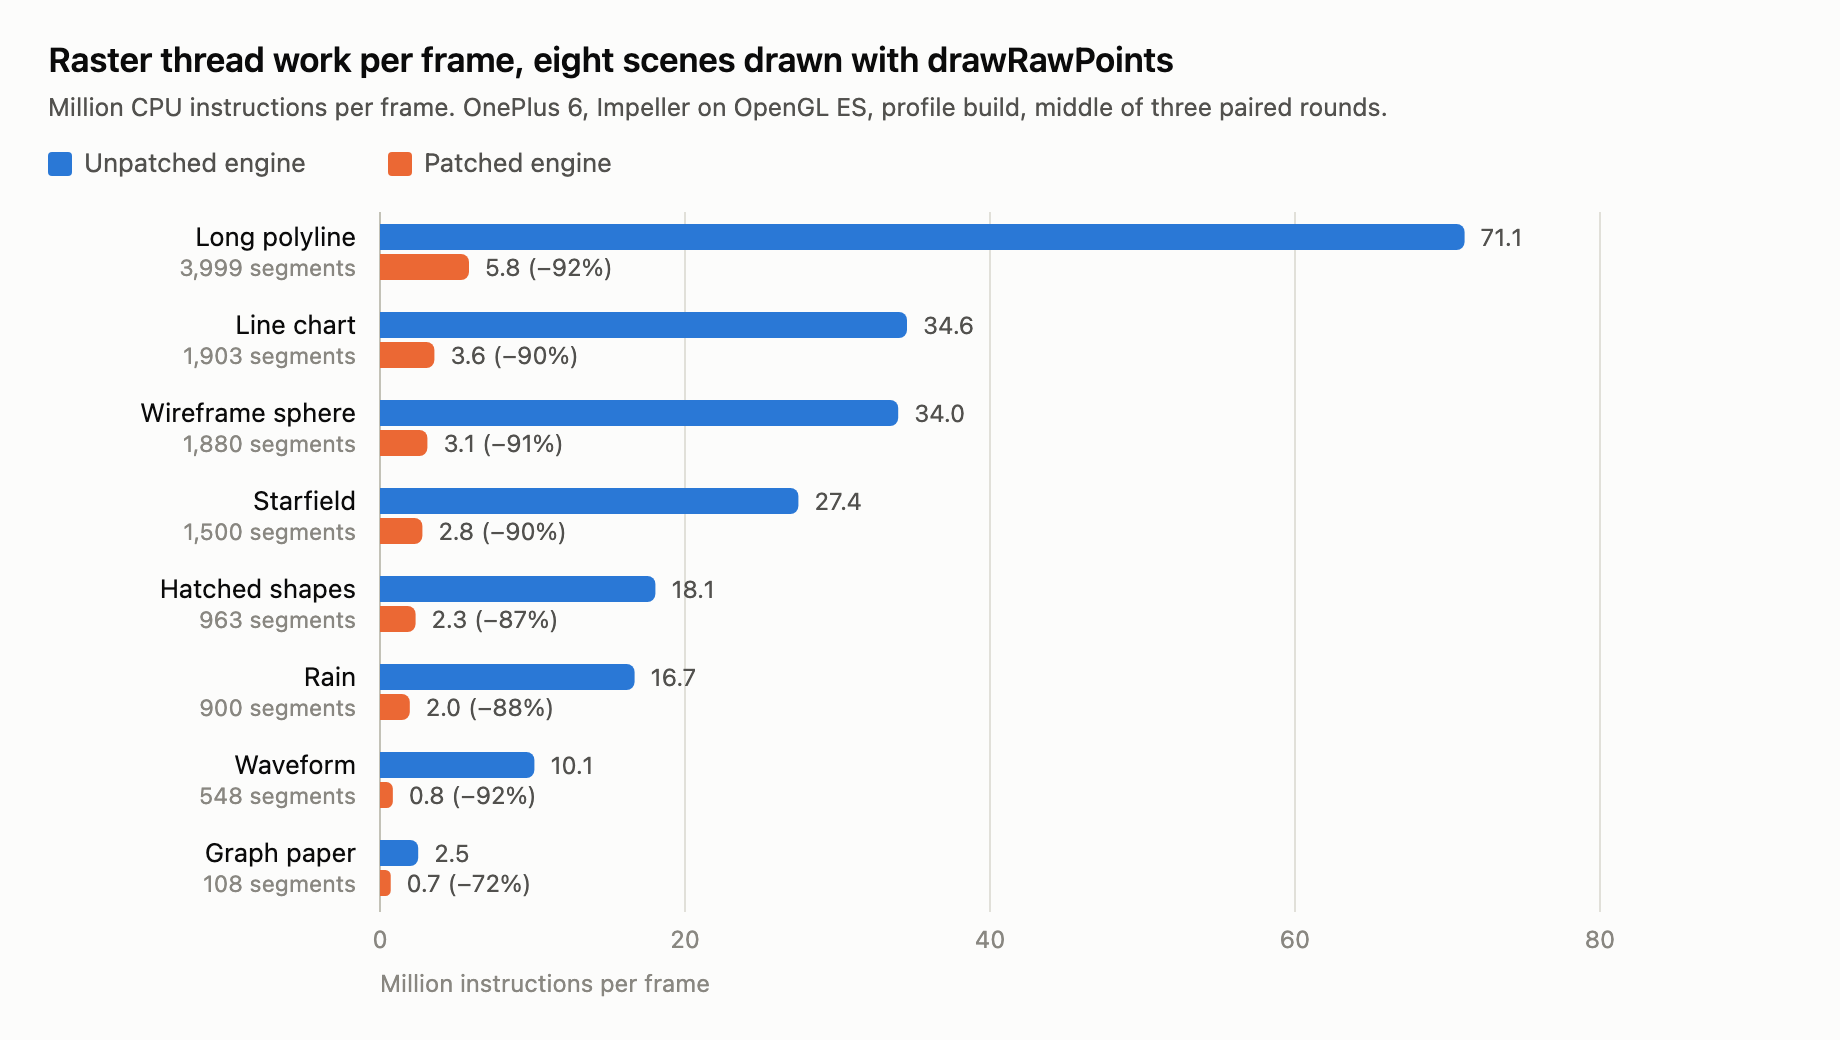 Raster thread work per frame, eight scenes drawn with drawRawPoints
Million CPU instructions per frame. OnePlus 6, Impeller on OpenGL ES, profile build, middle of three paired rounds.
Unpatched engine
Patched engine
Long polyline
71.1
3,999 segments
5.8 (−92%)
Line chart
34.6
1,903 segments
3.6 (−90%)
Wireframe sphere
34.0
1,880 segments
3.1 (−91%)
Starfield
27.4
1,500 segments
2.8 (−90%)
Hatched shapes
18.1
963 segments
2.3 (−87%)
Rain
16.7
900 segments
2.0 (−88%)
Waveform
10.1
548 segments
0.8 (−92%)
Graph paper
2.5
108 segments
0.7 (−72%)
0
20
40
60
80
Million instructions per frame